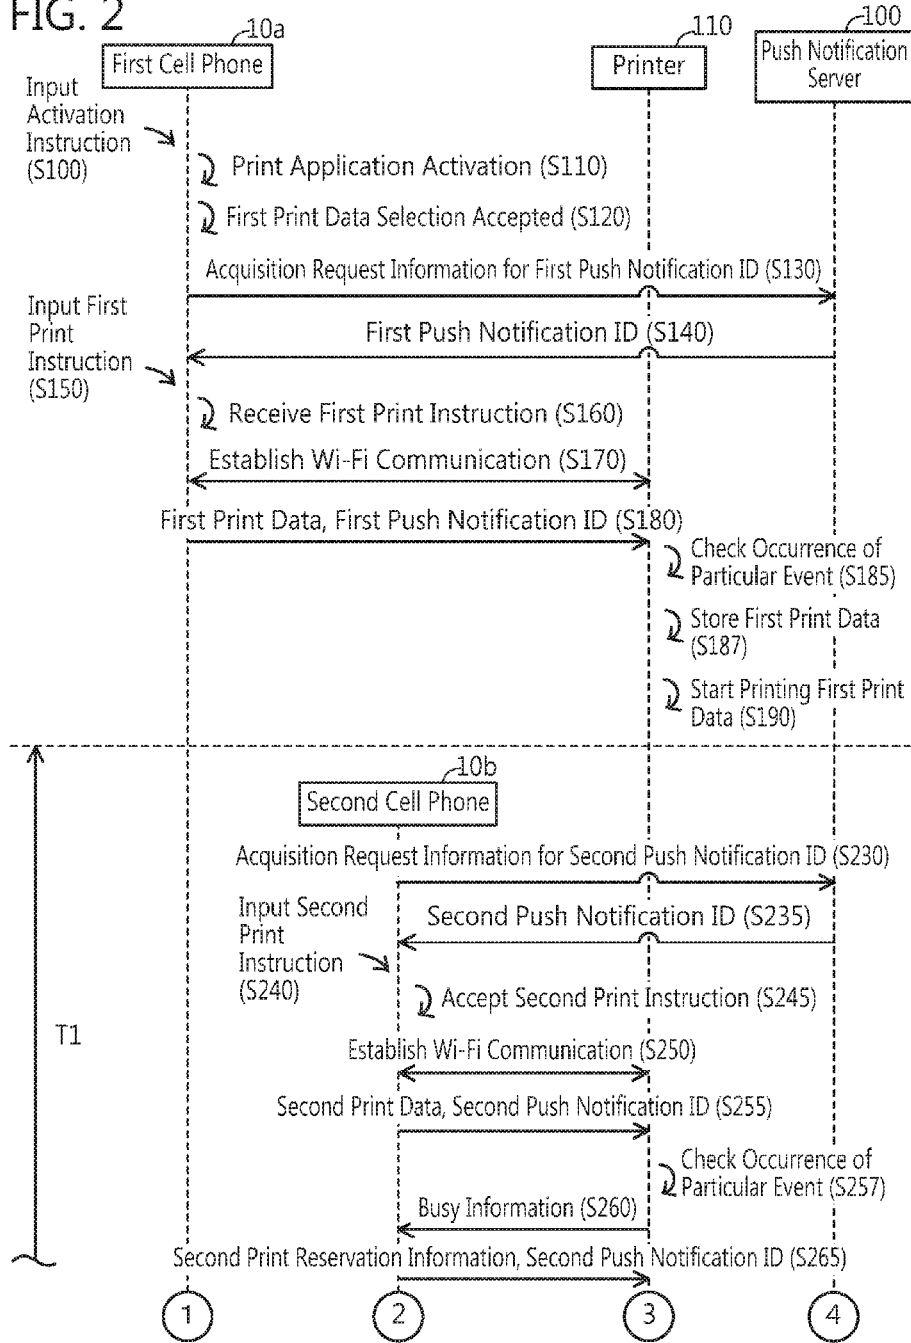 FIG. 2
10a
110
100
First Cell Phone
Printer
Push Notification
Server
Input
Activation
Instruction
(S100)
Print Application Activation (S110)
First Print Data Selection Accepted (S120)
Acquisition Request Information for First Push Notification ID (S130)
Input First
Print
Instruction
(S150)
First Push Notification ID (S140)
Receive First Print Instruction (S160)
Establish Wi-Fi Communication (S170)
First Print Data, First Push Notification ID (S180)
Check Occurrence of
Particular Event (S185)
Store First Print Data
(S187)
Start Printing First Print
Data (S190)
10b
Second Cell Phone
Acquisition Request Information for Second Push Notification ID (S230)
Input Second
Print
Instruction
(S240)
Second Push Notification ID (S235)
Accept Second Print Instruction (S245)
T1
Establish Wi-Fi Communication (S250)
Second Print Data, Second Push Notification ID (S255)
Check Occurrence of
Particular Event (S257)
Busy Information (S260)
Second Print Reservation Information, Second Push Notification ID (S265)
1
2
3
4